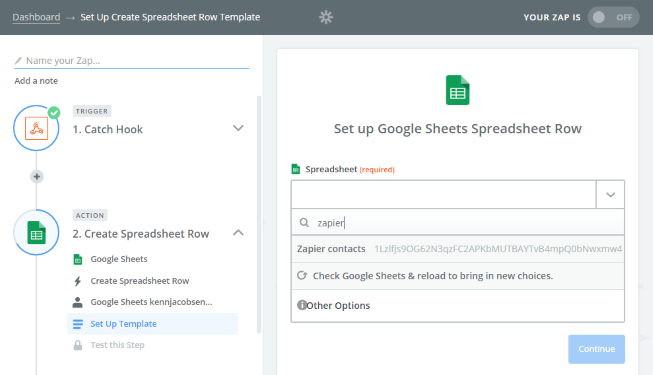 Dashboard → Set Up Create Spreadsheet Row Template
YOUR ZAP IS OFF
Name your Zap...
Add a note
TRIGGER
1. Catch Hook
ACTION
2. Create Spreadsheet Row
Google Sheets
Create Spreadsheet Row
Google Sheets kennjacobsen...
Set Up Template
Test this Step
Set up Google Sheets Spreadsheet Row
Spreadsheet (required)
zapier
Zapier contacts 1Lzlfjs9OG62N3qzFC2APKbMUTBAYTvB4mpQ0bNwxmw4
Check Google Sheets & reload to bring in new choices.
Other Options
Continue